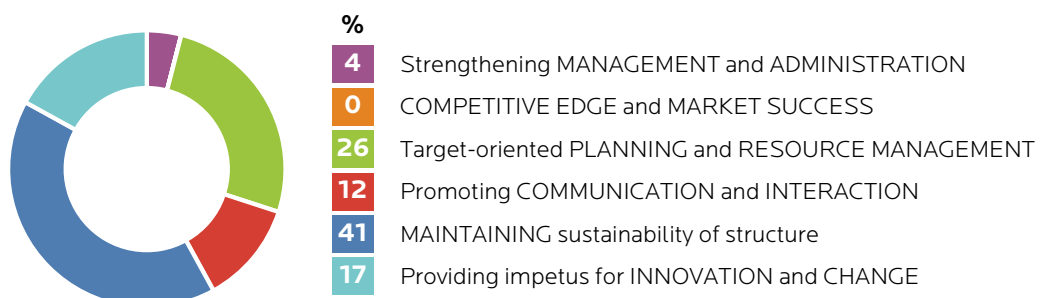 %
4 Strengthening MANAGEMENT and ADMINISTRATION
0 COMPETITIVE EDGE and MARKET SUCCESS
26 Target-oriented PLANNING and RESOURCE MANAGEMENT
12 Promoting COMMUNICATION and INTERACTION
41 MAINTAINING sustainability of structure
17 Providing impetus for INNOVATION and CHANGE